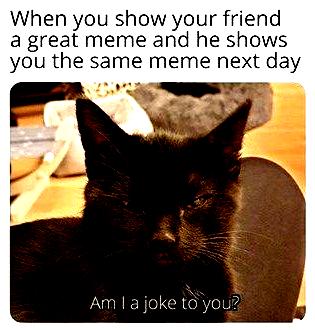 When you show your friend
a great meme and he shows
you the same meme next day
Am I a joke to you?